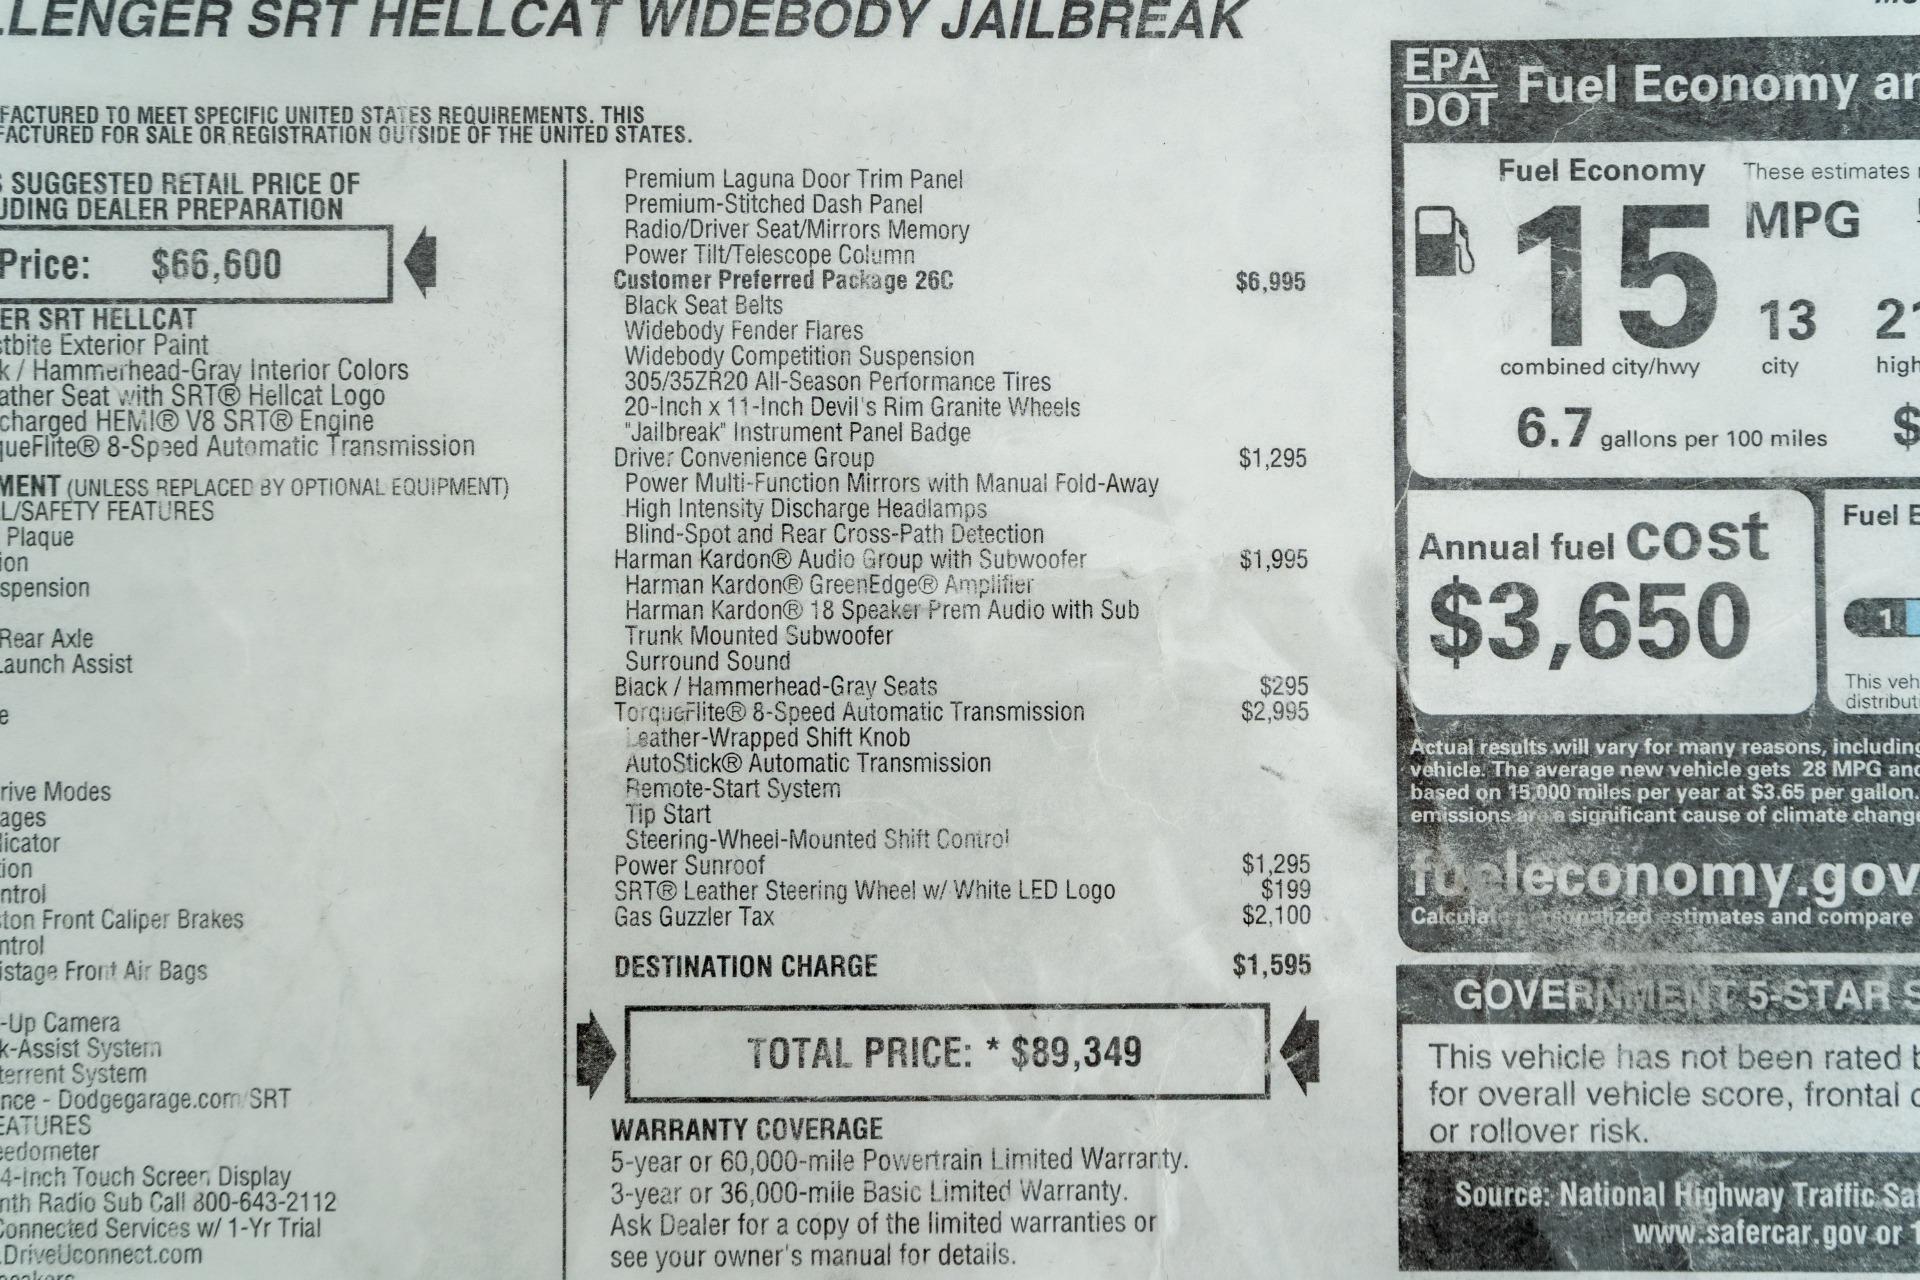 LLENGER SRT HELLCAT WIDEBODY JAILBREAK
FACTURED TO MEET SPECIFIC UNITED STATES REQUIREMENTS. THIS
FACTURED FOR SALE OR REGISTRATION OUTSIDE OF THE UNITED STATES.
SUGGESTED RETAIL PRICE OF
UDING DEALER PREPARATION
Price: $66,600
ER SRT HELLCAT
tbite Exterior Paint
k / Hammerhead-Gray Interior Colors
ather Seat with SRT® Hellcat Logo
charged HEMI® V8 SRT® Engine
queFlite® 8-Speed Automatic Transmission
MENT (UNLESS REPLACED BY OPTIONAL EQUIPMENT)
L/SAFETY FEATURES
Plaque
ion
spension
Rear Axle
Launch Assist
e
rive Modes
ages
licator
ion
ntrol
ston Front Caliper Brakes
ntrol
istage Front Air Bags
-Up Camera
k-Assist System
terrent System
nce - Dodgegarage.com/SRT
EATURES
eedometer
4-Inch Touch Screen Display
nth Radio Sub Call 800-643-2112
Connected Services w/ 1-Yr Trial
.DriveUconnect.com
Premium Laguna Door Trim Panel
Premium-Stitched Dash Panel
Radio/Driver Seat/Mirrors Memory
Power Tilt/Telescope Column
Customer Preferred Package 26C $6,995
Black Seat Belts
Widebody Fender Flares
Widebody Competition Suspension
305/35ZR20 All-Season Performance Tires
20-Inch x 11-Inch Devil's Rim Granite Wheels
"Jailbreak" Instrument Panel Badge
Driver Convenience Group $1,295
Power Multi-Function Mirrors with Manual Fold-Away
High Intensity Discharge Headlamps
Blind-Spot and Rear Cross-Path Detection
Harman Kardon® Audio Group with Subwoofer $1,995
Harman Kardon® GreenEdge® Amplifier
Harman Kardon® 18 Speaker Prem Audio with Sub
Trunk Mounted Subwoofer
Surround Sound
Black / Hammerhead-Gray Seats $295
TorqueFlite® 8-Speed Automatic Transmission $2,995
Leather-Wrapped Shift Knob
AutoStick® Automatic Transmission
Remote-Start System
Tip Start
Steering-Wheel-Mounted Shift Control
Power Sunroof $1,295
SRT® Leather Steering Wheel w/ White LED Logo $199
Gas Guzzler Tax $2,100
DESTINATION CHARGE $1,595
TOTAL PRICE: * $89,349
WARRANTY COVERAGE
5-year or 60,000-mile Powertrain Limited Warranty.
3-year or 36,000-mile Basic Limited Warranty.
Ask Dealer for a copy of the limited warranties or
see your owner's manual for details.
EPA
DOT
Fuel Economy an
Fuel Economy
These estimates
15 MPG
13 21
combined city/hwy city high
6.7 gallons per 100 miles $
Annual fuel cost
$3,650
Fuel E
1
This veh
distribut
Actual results will vary for many reasons, including
vehicle. The average new vehicle gets 28 MPG and
based on 15,000 miles per year at $3.65 per gallon.
emissions are a significant cause of climate change
fueleconomy.gov
Calculate personalized estimates and compare
GOVERNMENT 5-STAR S
This vehicle has not been rated b
for overall vehicle score, frontal c
or rollover risk.
Source: National Highway Traffic Saf
www.safercar.gov or 1